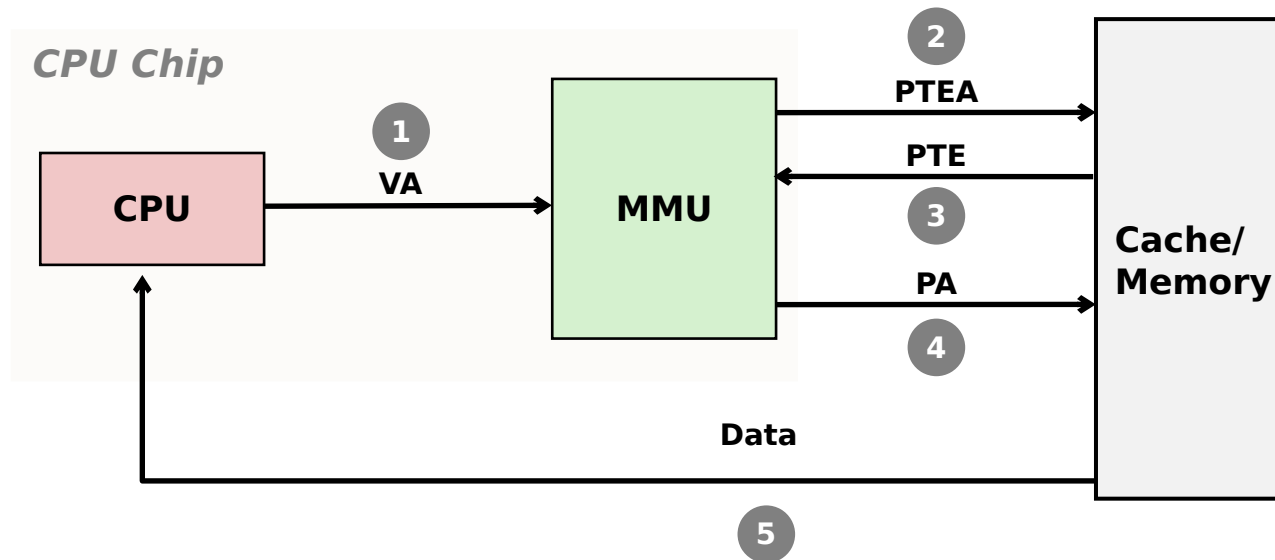 2
CPU Chip
PTEA
1
PTE
VA
CPU
MMU
3
Cache/
Memory
PA
4
Data
5